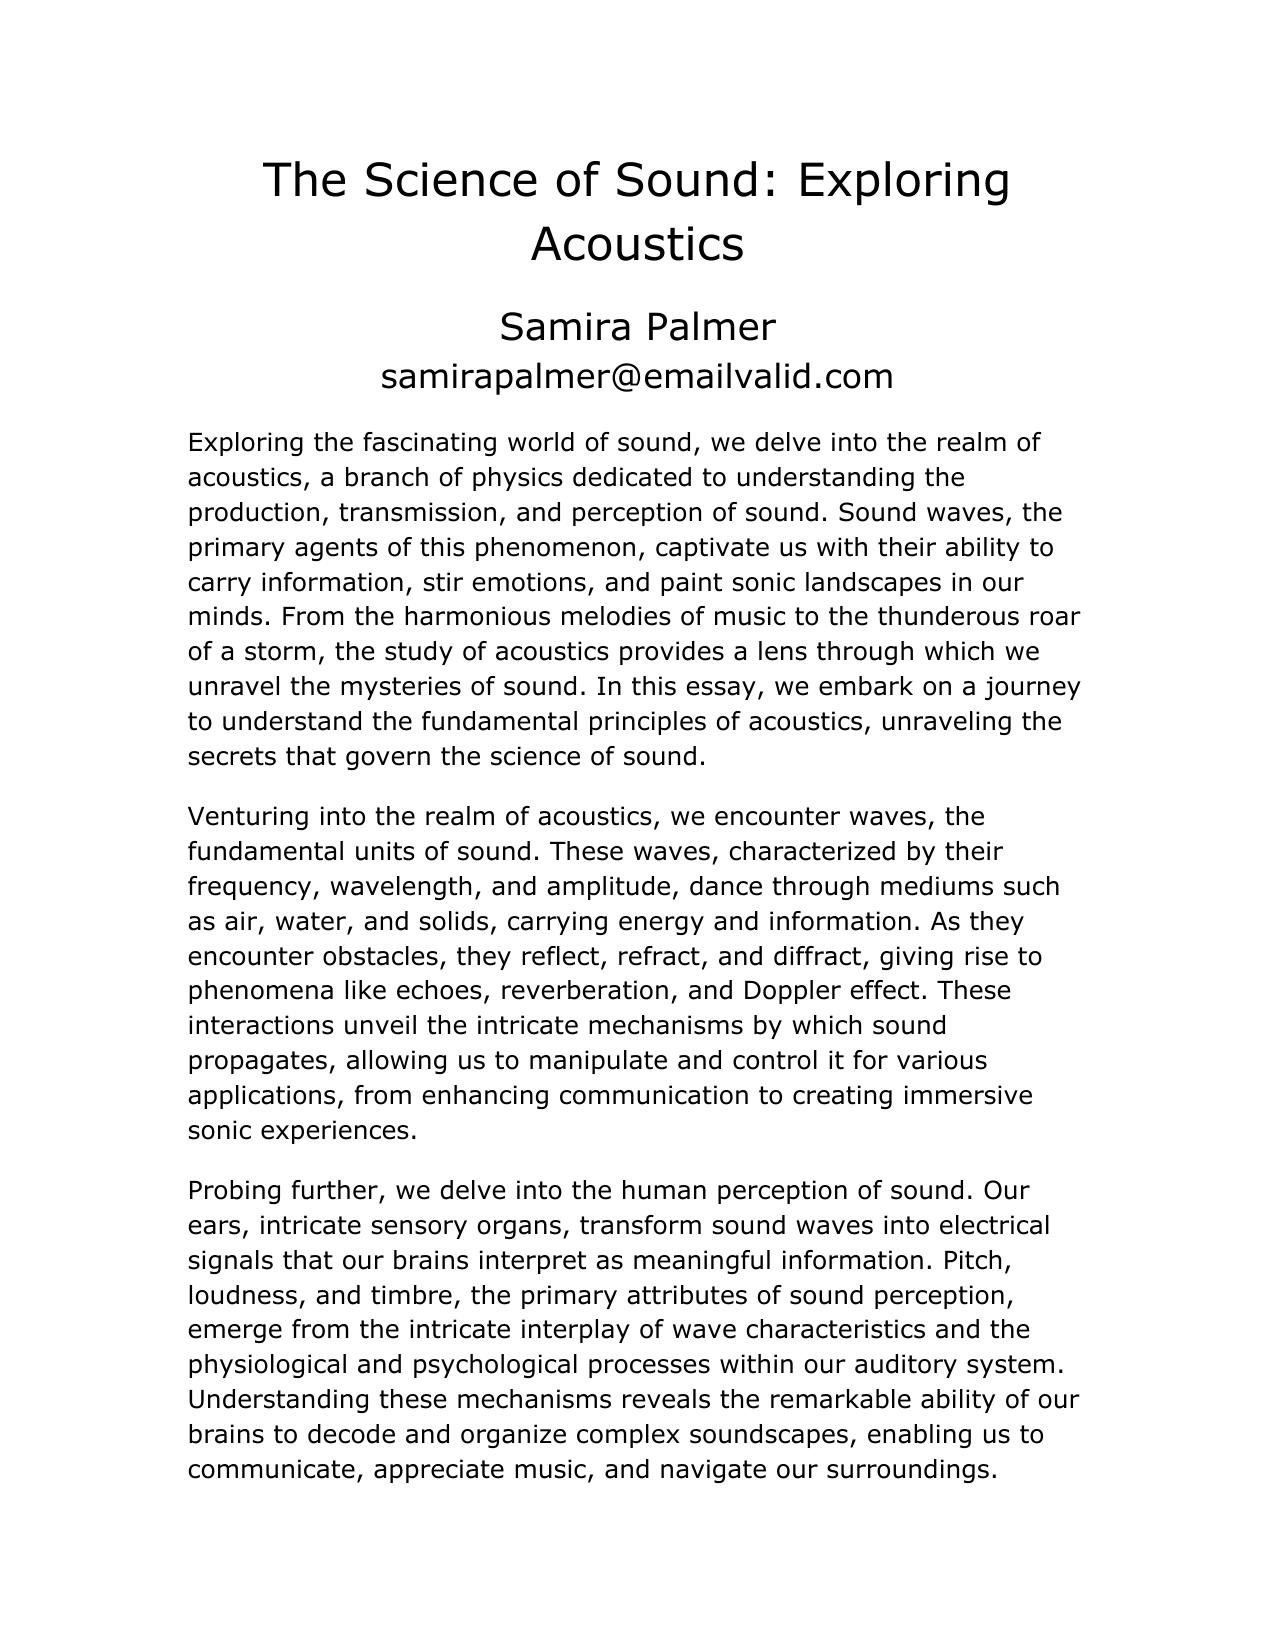 The Science of Sound: Exploring
Acoustics
Samira Palmer
samirapalmer@emailvalid.com
Exploring the fascinating world of sound, we delve into the realm of
acoustics, a branch of physics dedicated to understanding the
production, transmission, and perception of sound. Sound waves, the
primary agents of this phenomenon, captivate us with their ability to
carry information, stir emotions, and paint sonic landscapes in our
minds. From the harmonious melodies of music to the thunderous roar
of a storm, the study of acoustics provides a lens through which we
unravel the mysteries of sound. In this essay, we embark on a journey
to understand the fundamental principles of acoustics, unraveling the
secrets that govern the science of sound.
Venturing into the realm of acoustics, we encounter waves, the
fundamental units of sound. These waves, characterized by their
frequency, wavelength, and amplitude, dance through mediums such
as air, water, and solids, carrying energy and information. As they
encounter obstacles, they reflect, refract, and diffract, giving rise to
phenomena like echoes, reverberation, and Doppler effect. These
interactions unveil the intricate mechanisms by which sound
propagates, allowing us to manipulate and control it for various
applications, from enhancing communication to creating immersive
sonic experiences.
Probing further, we delve into the human perception of sound. Our
ears, intricate sensory organs, transform sound waves into electrical
signals that our brains interpret as meaningful information. Pitch,
loudness, and timbre, the primary attributes of sound perception,
emerge from the intricate interplay of wave characteristics and the
physiological and psychological processes within our auditory system.
Understanding these mechanisms reveals the remarkable ability of our
brains to decode and organize complex soundscapes, enabling us to
communicate, appreciate music, and navigate our surroundings.